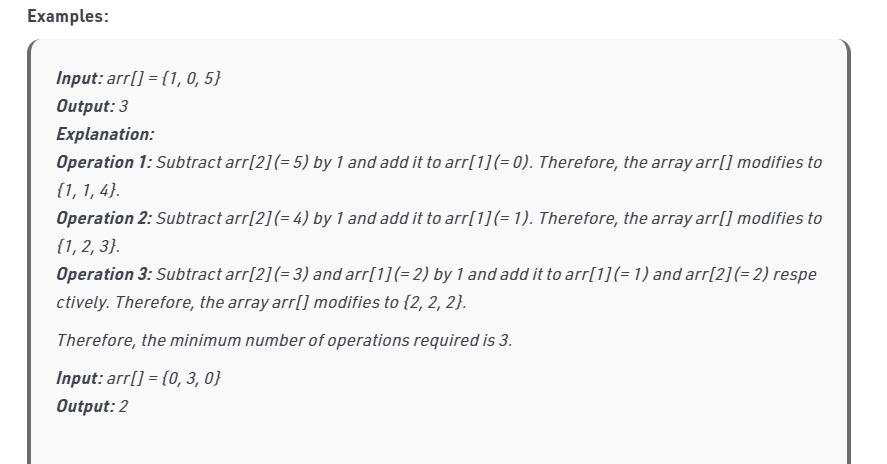 Examples:
Input: arr[] = {1, 0, 5}
Output: 3
Explanation:
Operation 1: Subtract arr[2](= 5) by 1 and add it to arr[1](= 0). Therefore, the array arr[] modifies to
{1, 1, 4}.
Operation 2: Subtract arr[2](= 4) by 1 and add it to arr[1](= 1). Therefore, the array arr[] modifies to
{1, 2, 3}.
Operation 3: Subtract arr[2](= 3) and arr[1](= 2) by 1 and add it to arr[1](= 1) and arr[2](= 2) respe
ctively. Therefore, the array arr[] modifies to {2, 2, 2}.
Therefore, the minimum number of operations required is 3.
Input: arr[] = {0, 3, 0}
Output: 2